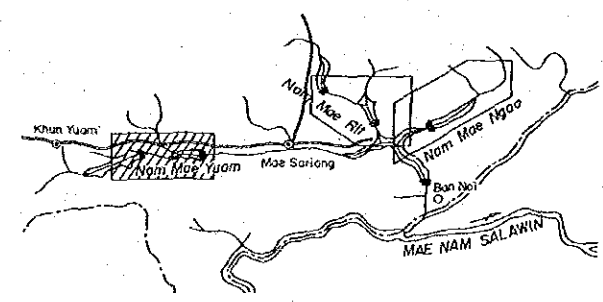 Nam Mae Rit
Nam Mae Ngao
Khun Yuam
Nam Mae Yuam
Mae Sariang
Ban Noi
MAE NAM SALAWIN